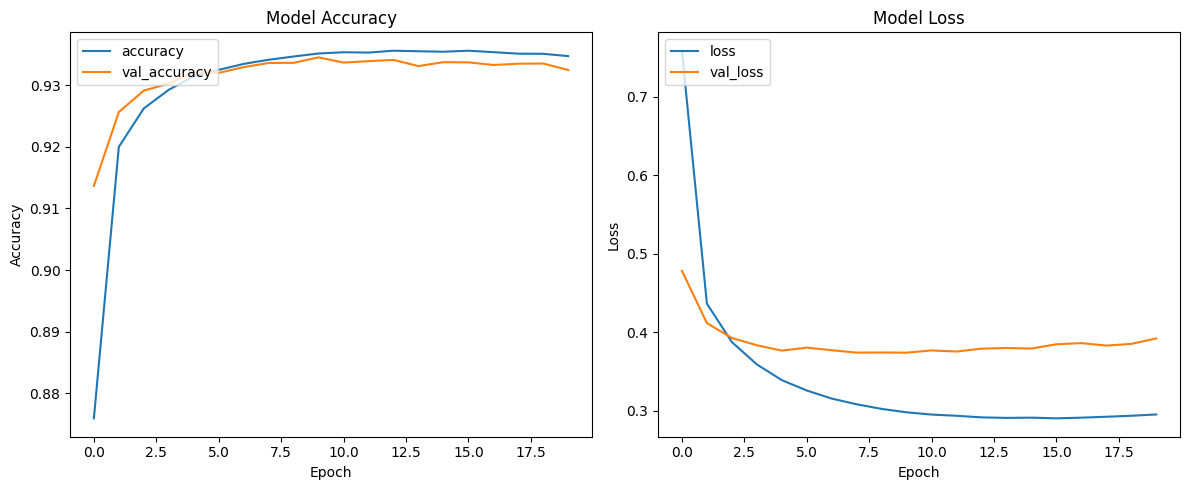 Model Accuracy
accuracy
val_accuracy
0.93
0.92
0.91
0.90
0.89
0.88
Accuracy
0.0 2.5 5.0 7.5 10.0 12.5 15.0 17.5
Epoch
Model Loss
loss
val_loss
0.7
0.6
0.5
0.4
0.3
Loss
0.0 2.5 5.0 7.5 10.0 12.5 15.0 17.5
Epoch